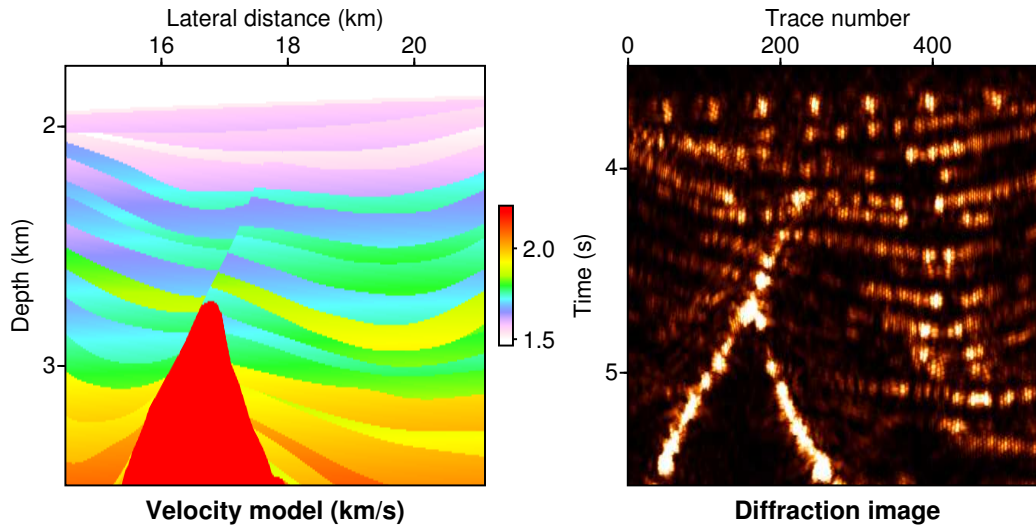 Lateral distance (km)
16 18 20
Depth (km)
2
3
2.0
1.5
Velocity model (km/s)
Trace number
0 200 400
Time (s)
4
5
Diffraction image